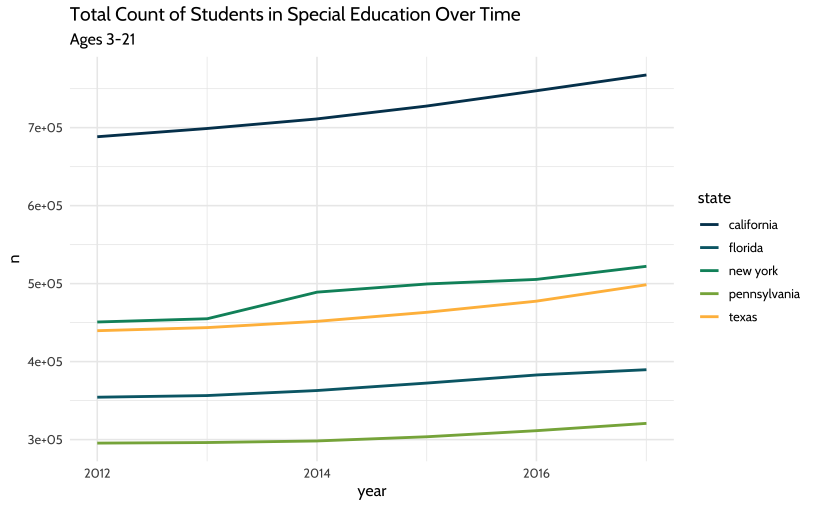 Total Count of Students in Special Education Over Time
Ages 3-21
7e+05
6e+05
5e+05
4e+05
3e+05
n
2012
2014
2016
year
state
california
florida
new york
pennsylvania
texas